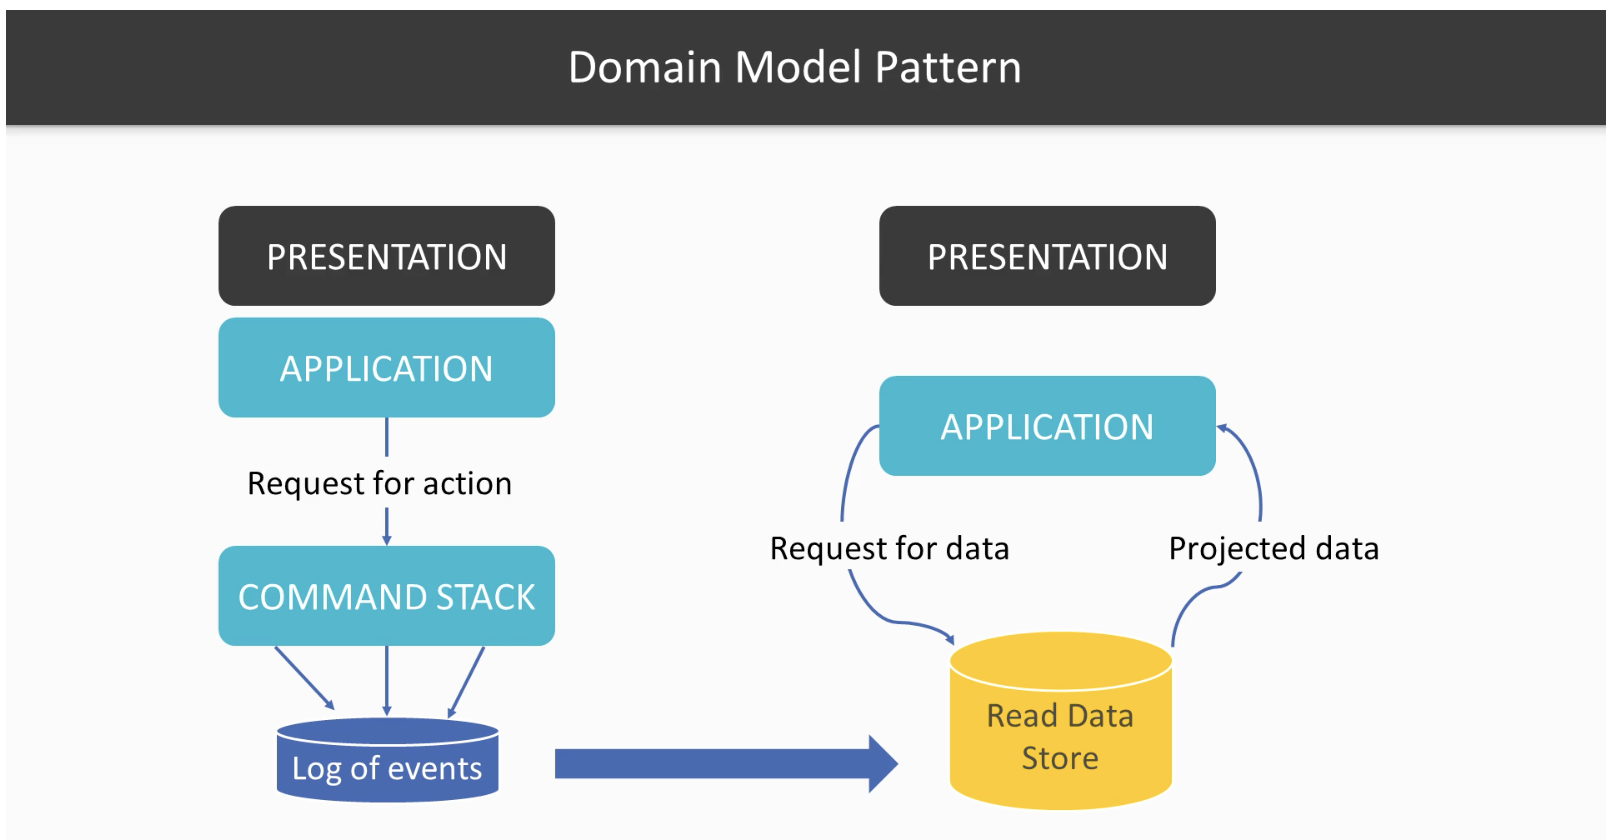 Domain Model Pattern
PRESENTATION
APPLICATION
Request for action
COMMAND STACK
Log of events
PRESENTATION
APPLICATION
Request for data
Projected data
Read Data
Store